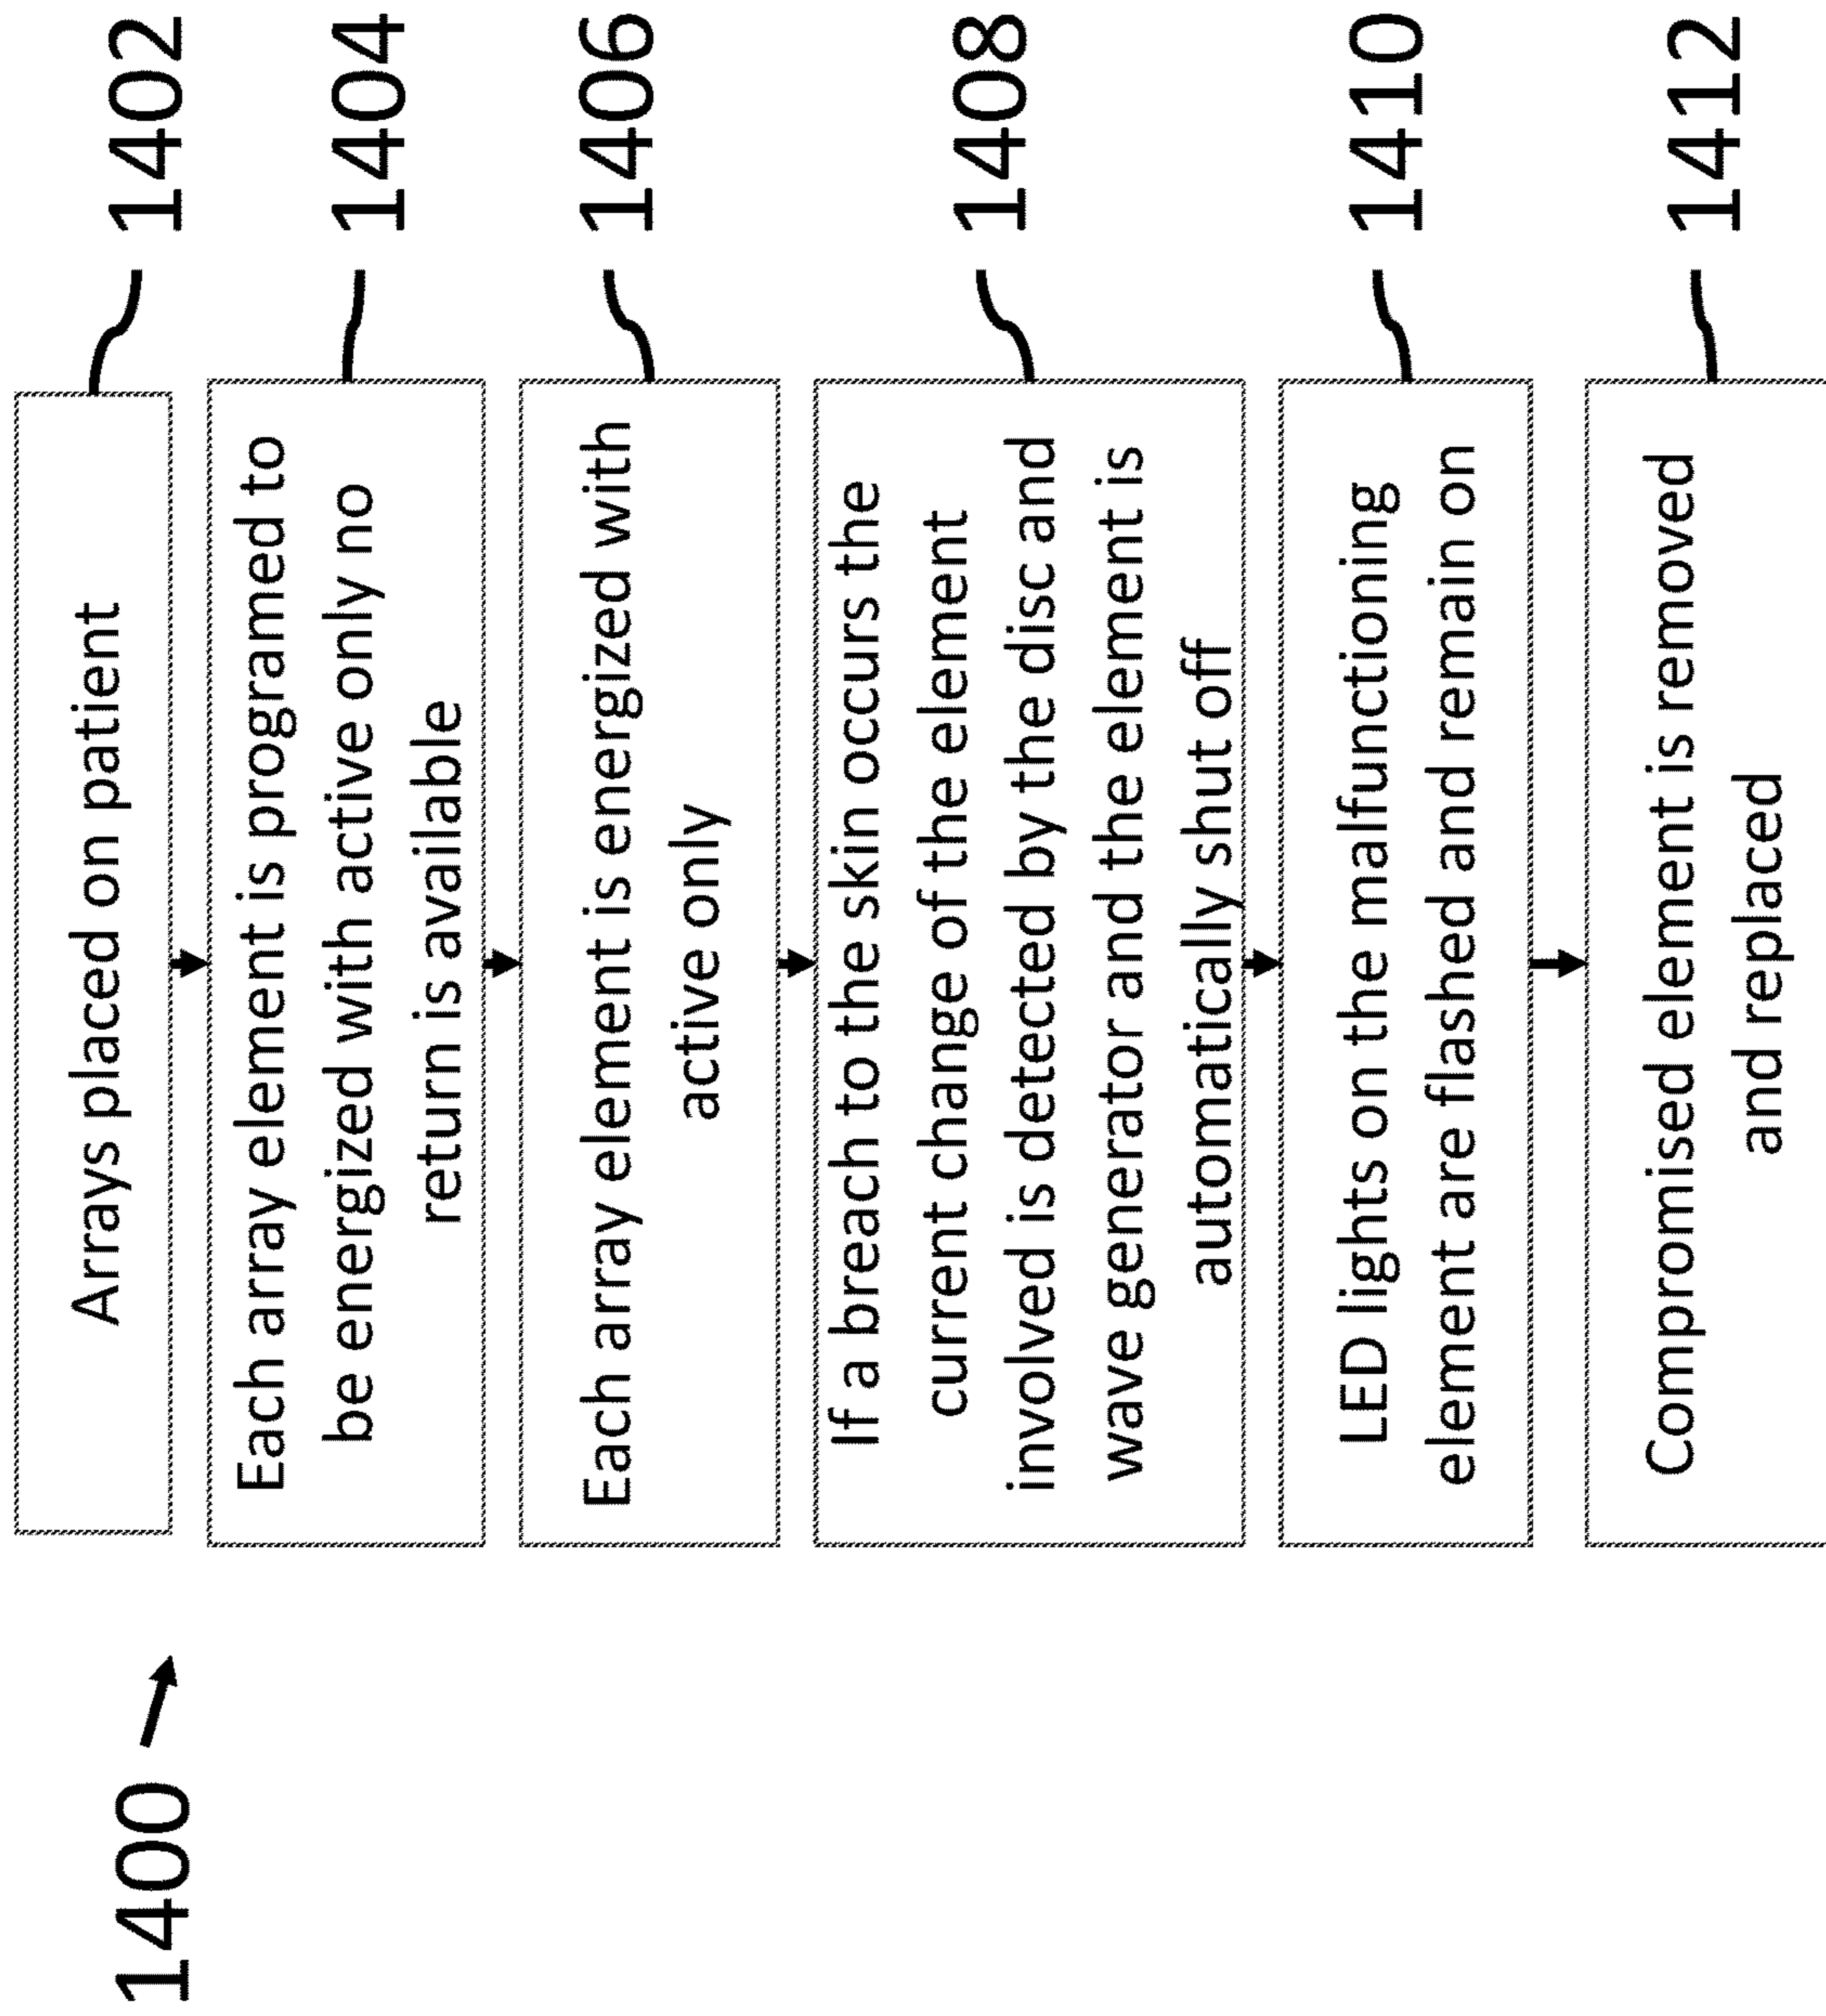 1400
Arrays placed on patient
1402
Each array element is programed to
be energized with active only no
return is available
1404
Each array element is energized with
active only
1406
If a breach to the skin occurs the
current change of the element
involved is detected by the disc and
wave generator and the element is
automatically shut off
1408
LED lights on the malfunctioning
element are flashed and remain on
1410
Compromised element is removed
and replaced
1412